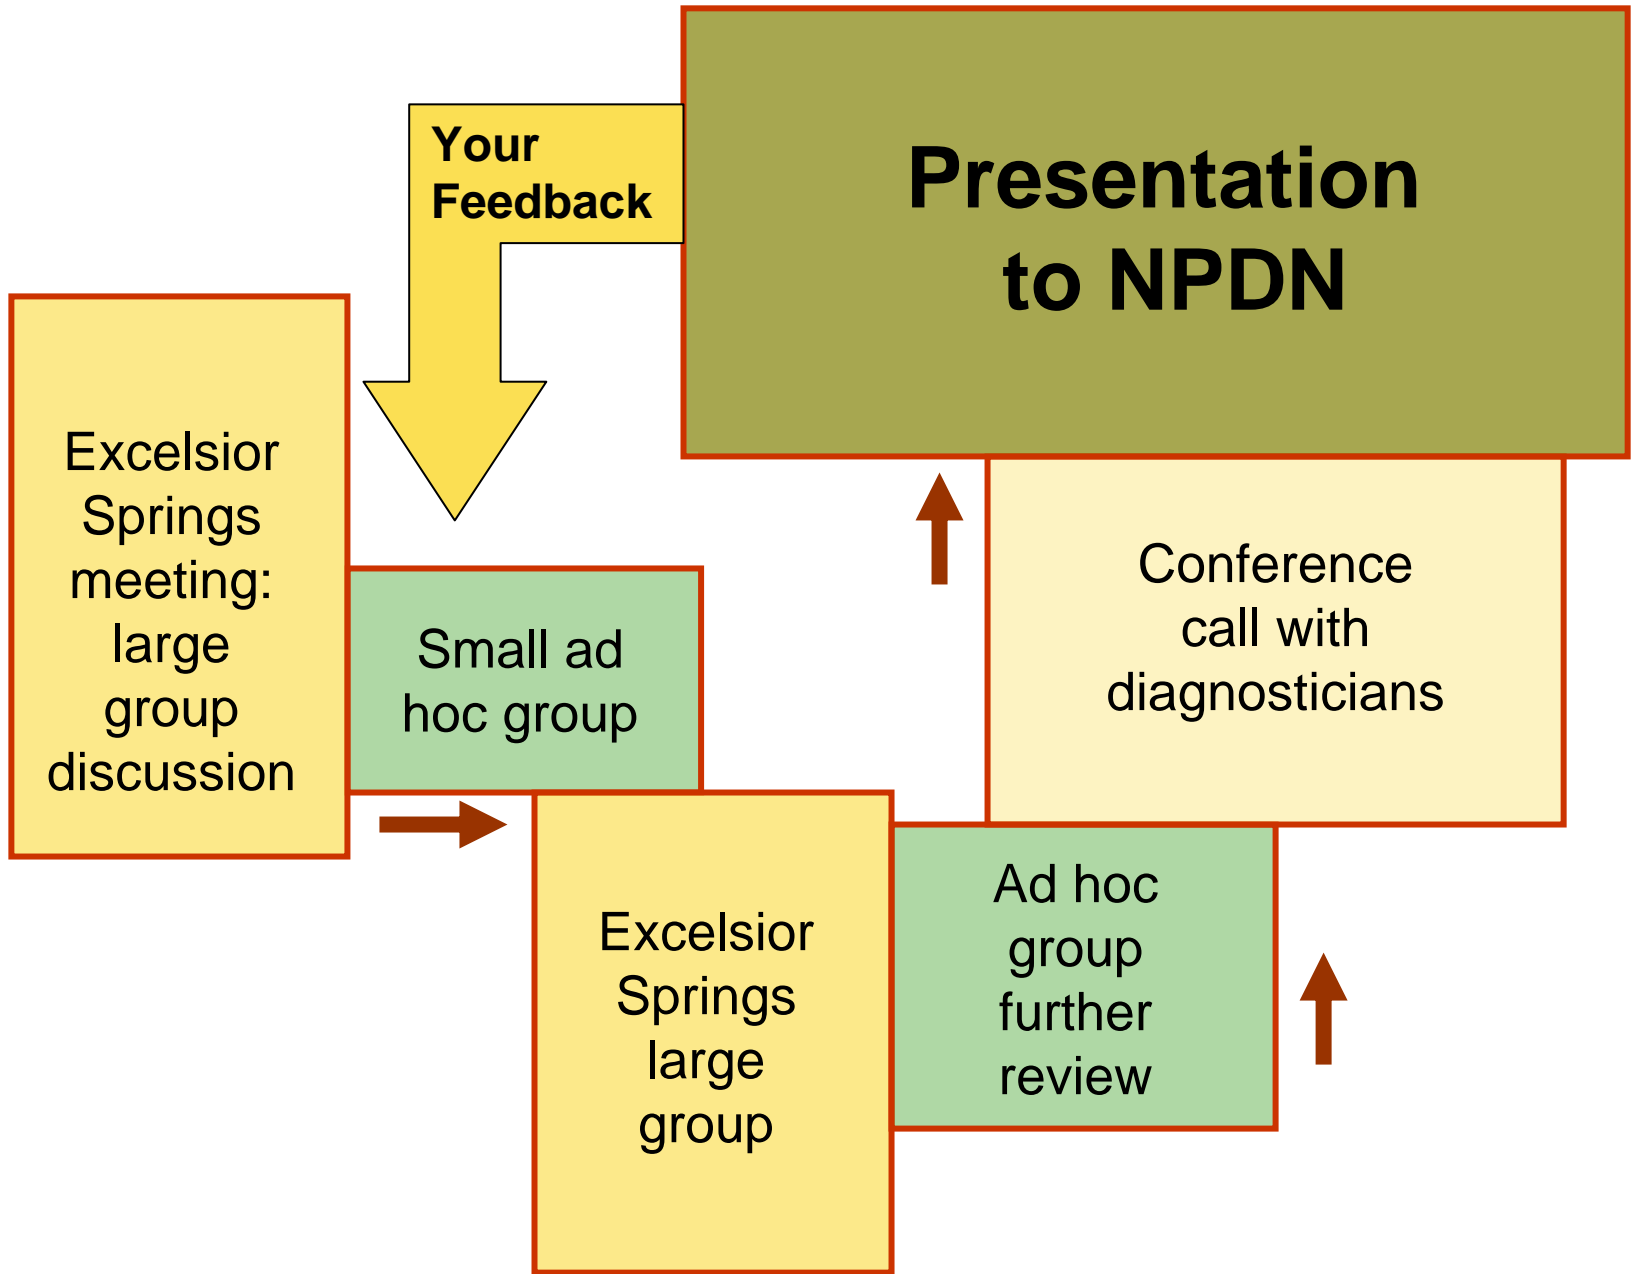 Your
Feedback
Presentation
to NPDN
Excelsior
Springs
meeting:
large
group
discussion
Small ad
hoc group
Conference
call with
diagnosticians
Excelsior
Springs
large
group
Ad hoc
group
further
review